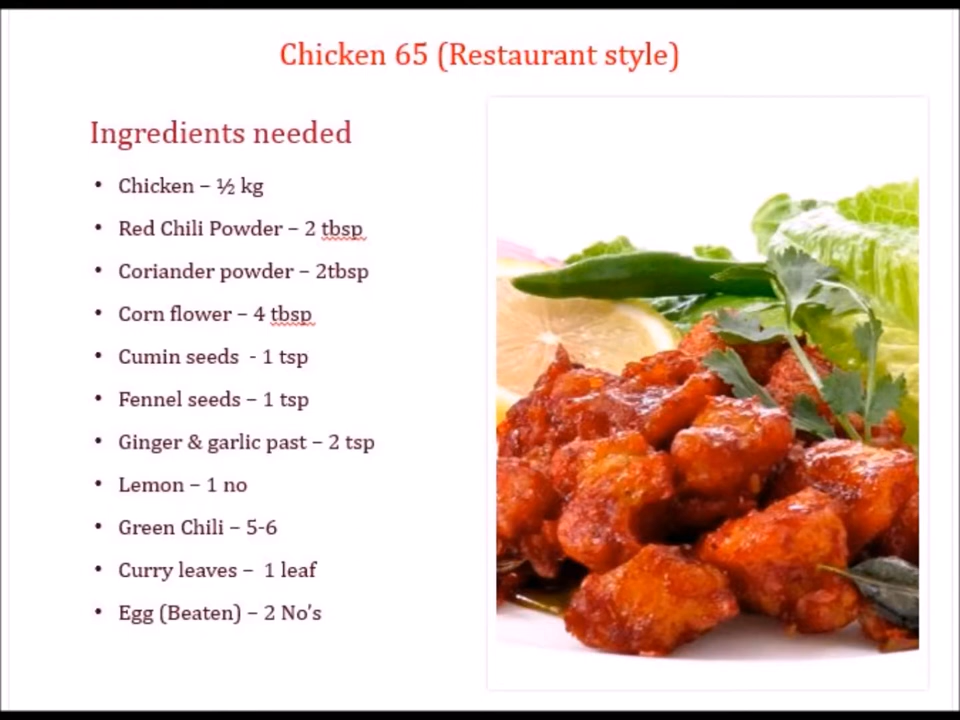 Chicken 65 (Restaurant style)
Ingredients needed
• Chicken – ½ kg
• Red Chili Powder – 2 tbsp
• Coriander powder – 2tbsp
• Corn flower – 4 tbsp
• Cumin seeds  - 1 tsp
• Fennel seeds – 1 tsp
• Ginger & garlic past – 2 tsp
• Lemon – 1 no
• Green Chili – 5-6
• Curry leaves –  1 leaf
• Egg (Beaten) – 2 No’s